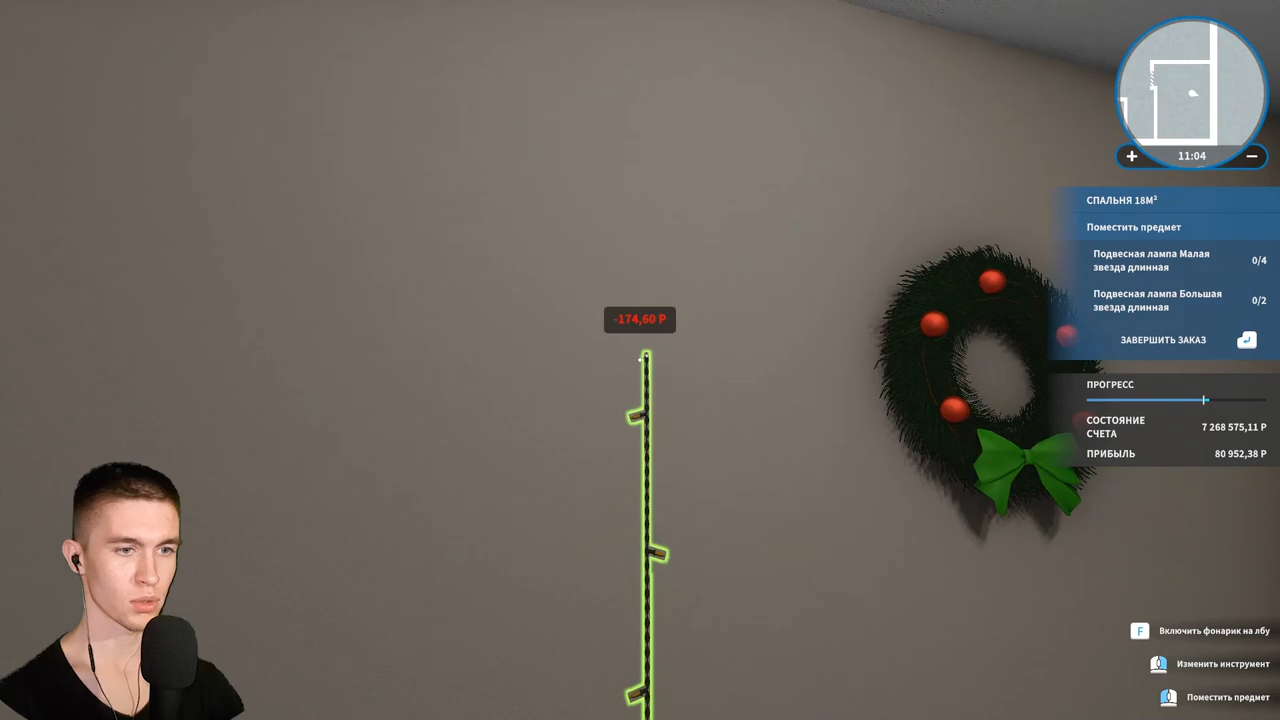 11:04
СПАЛЬНЯ 18М²
Поместить предмет
Подвесная лампа Малая
звезда длинная
0/4
Подвесная лампа Большая
звезда длинная
0/2
ЗАВЕРШИТЬ ЗАКАЗ
-174,60 Р
ПРОГРЕСС
СОСТОЯНИЕ
СЧЕТА
7 268 575,11 Р
ПРИБЫЛЬ
80 952,38 Р
F
Включить фонарик на лбу
Изменить инструмент
Поместить предмет